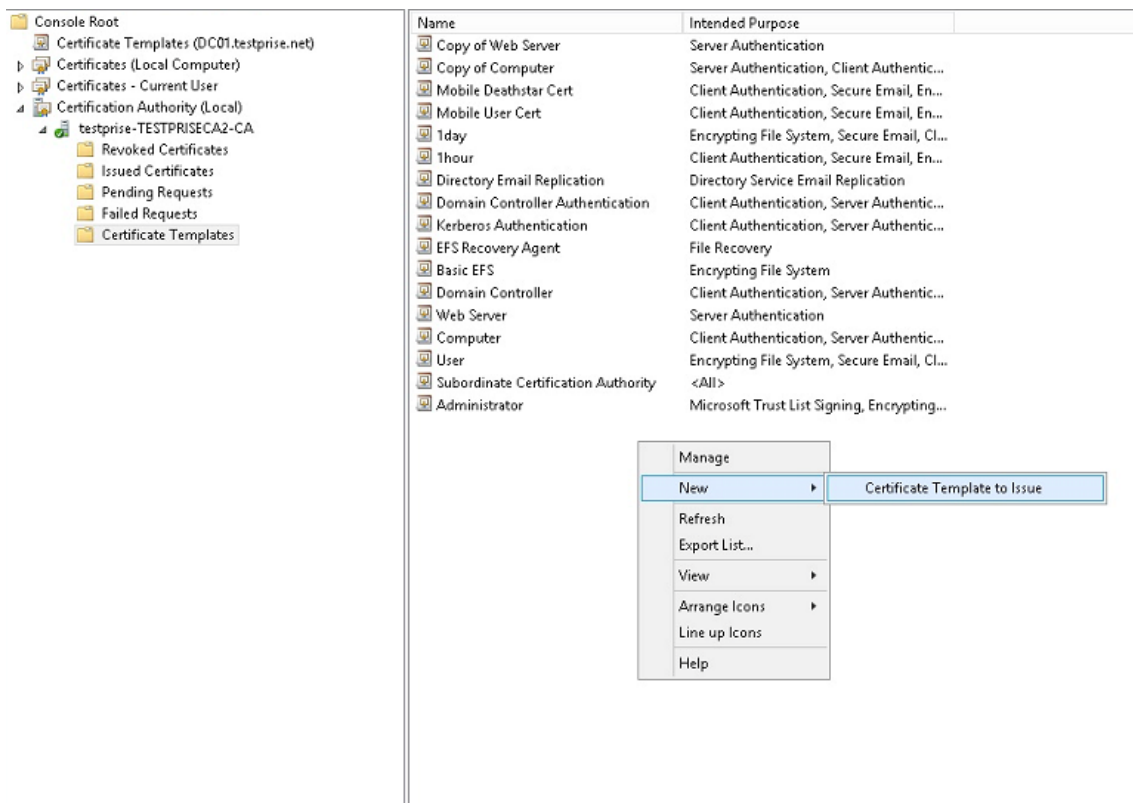 Console Root
Certificate Templates (DC01.testprise.net)
Certificates (Local Computer)
Certificates - Current User
Certification Authority (Local)
testprise-TESTPRISECA2-CA
Revoked Certificates
Issued Certificates
Pending Requests
Failed Requests
Certificate Templates
Name Intended Purpose
Copy of Web Server Server Authentication
Copy of Computer Server Authentication, Client Authentic...
Mobile Deathstar Cert Client Authentication, Secure Email, En...
Mobile User Cert Client Authentication, Secure Email, En...
1day Encrypting File System, Secure Email, Cl...
1hour Client Authentication, Secure Email, En...
Directory Email Replication Directory Service Email Replication
Domain Controller Authentication Client Authentication, Server Authentic...
Kerberos Authentication Client Authentication, Server Authentic...
EFS Recovery Agent File Recovery
Basic EFS Encrypting File System
Domain Controller Client Authentication, Server Authentic...
Web Server Server Authentication
Computer Client Authentication, Server Authentic...
User Encrypting File System, Secure Email, Cl...
Subordinate Certification Authority <All>
Administrator Microsoft Trust List Signing, Encrypting...
Manage
New Certificate Template to Issue
Refresh
Export List...
View
Arrange Icons
Line up Icons
Help